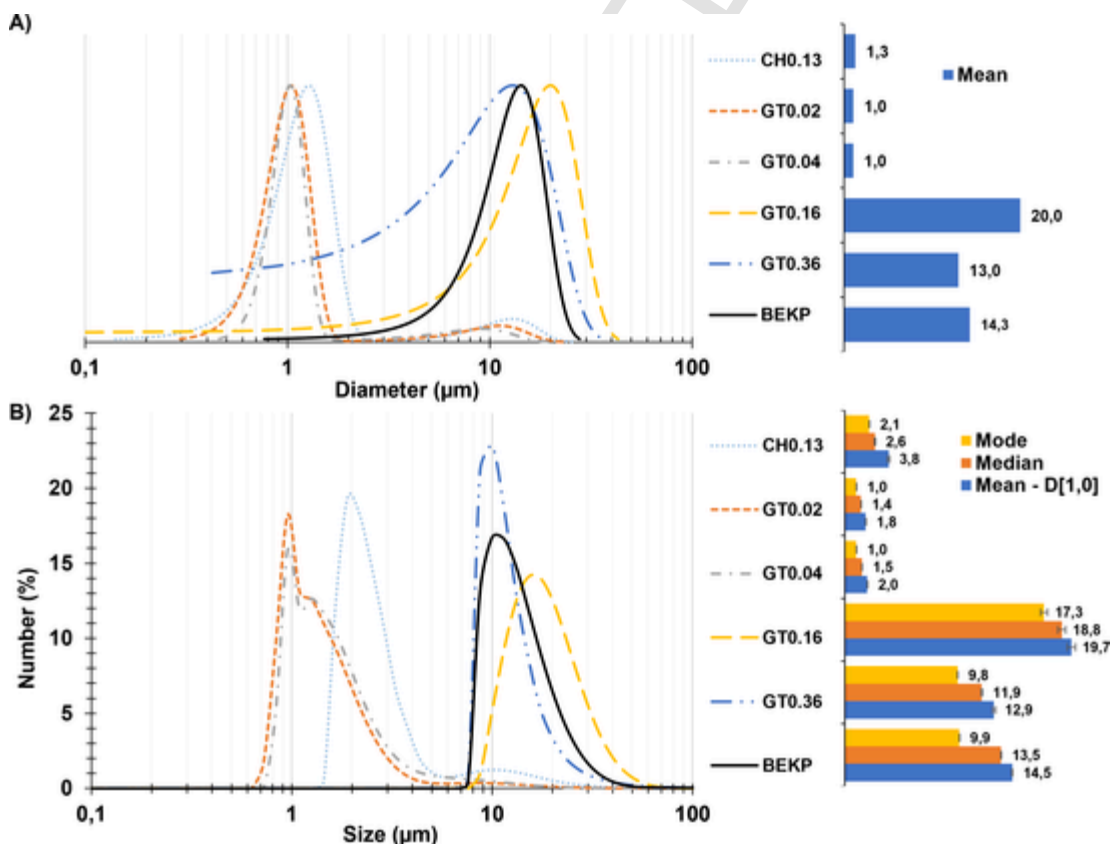 A)
CH0.13
GT0.02
GT0.04
GT0.16
GT0.36
BEKP
1,3
1,0
1,0
20,0
13,0
14,3
Mean
0,1 1 10 100
Diameter (µm)
B)
25
20
15
10
5
0
Number (%)
0,1 1 10 100
Size (µm)
CH0.13
GT0.02
GT0.04
GT0.16
GT0.36
BEKP
2,1
2,6
3,8
1,0
1,4
1,8
1,0
1,5
2,0
17,3
18,8
19,7
9,8
11,9
12,9
9,9
13,5
14,5
Mode
Median
Mean - D[1,0]